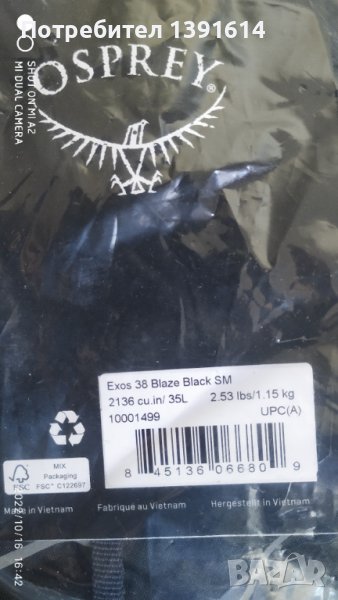 Потребител 1391614
SHOT ON MI A2
MI DUAL CAMERA
OSPREY®
Exos 38 Blaze Black SM
2136 cu.in/ 35L 2.53 lbs/1.15 kg
10001499 UPC(A)
8 45136 06680 9
FSC
MIX
Packaging
FSC™ C122697
Made in Vietnam Fabriqué au Vietnam Hergestellt in Vietnam
2022/10/16 16:42
BAZAR